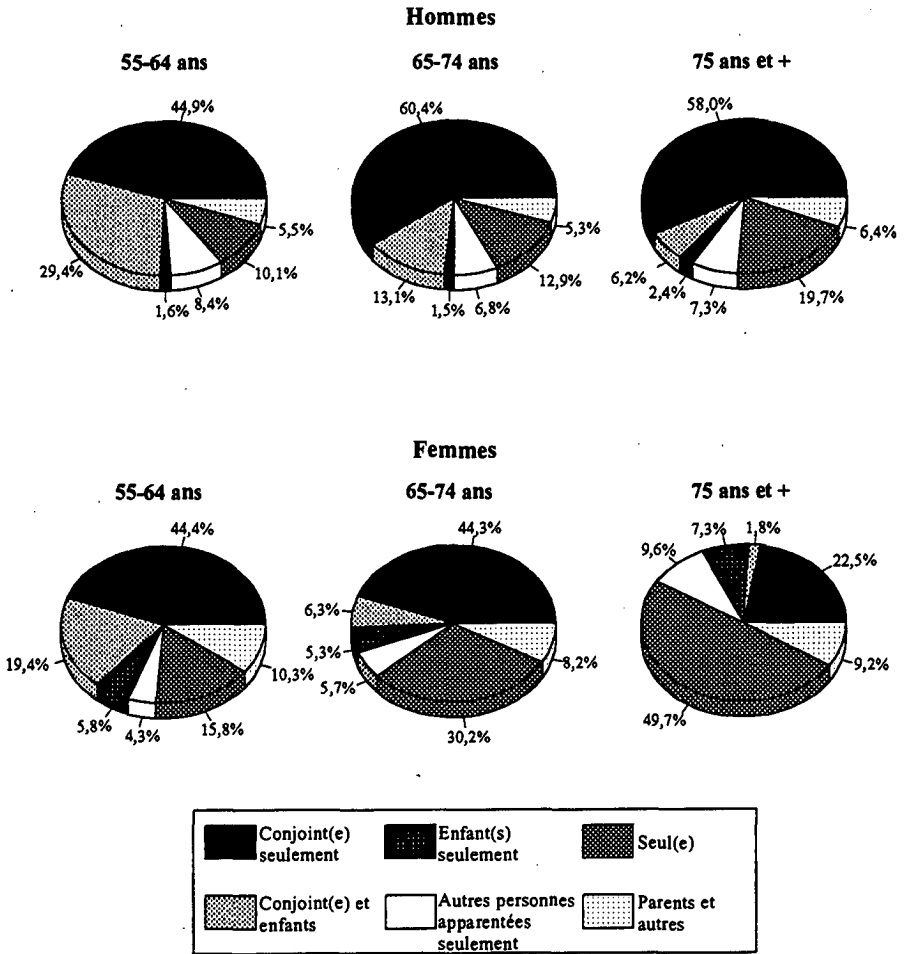 Hommes
55-64 ans
65-74 ans
75 ans et +
44,9%
5,5%
10,1%
8,4%
1,6%
29,4%
60,4%
5,3%
12,9%
6,8%
1,5%
13,1%
58,0%
6,4%
19,7%
7,3%
2,4%
6,2%
Femmes
55-64 ans
65-74 ans
75 ans et +
44,4%
10,3%
15,8%
4,3%
5,8%
19,4%
44,3%
8,2%
30,2%
5,7%
5,3%
6,3%
1,8%
22,5%
9,2%
49,7%
9,6%
7,3%
Conjoint(e)
seulement
Enfant(s)
seulement
Seul(e)
Conjoint(e) et
enfants
Autres personnes
apparentées
seulement
Parents et
autres